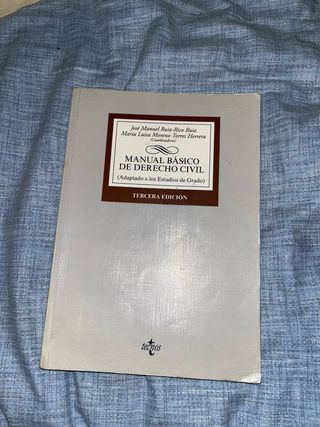 José Manuel Ruiz-Rico Ruiz
María Luisa Moreno-Torres Herrera
(Coordinadores)
MANUAL BÁSICO
DE DERECHO CIVIL
(Adaptado a los Estudios de Grado)
TERCERA EDICIÓN
tecnos